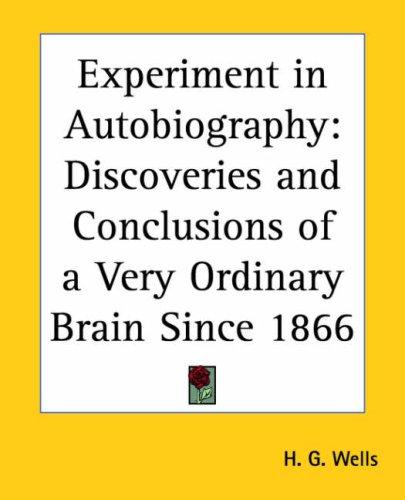 Experiment in
Autobiography:
Discoveries and
Conclusions of
a Very Ordinary
Brain Since 1866
H. G. Wells